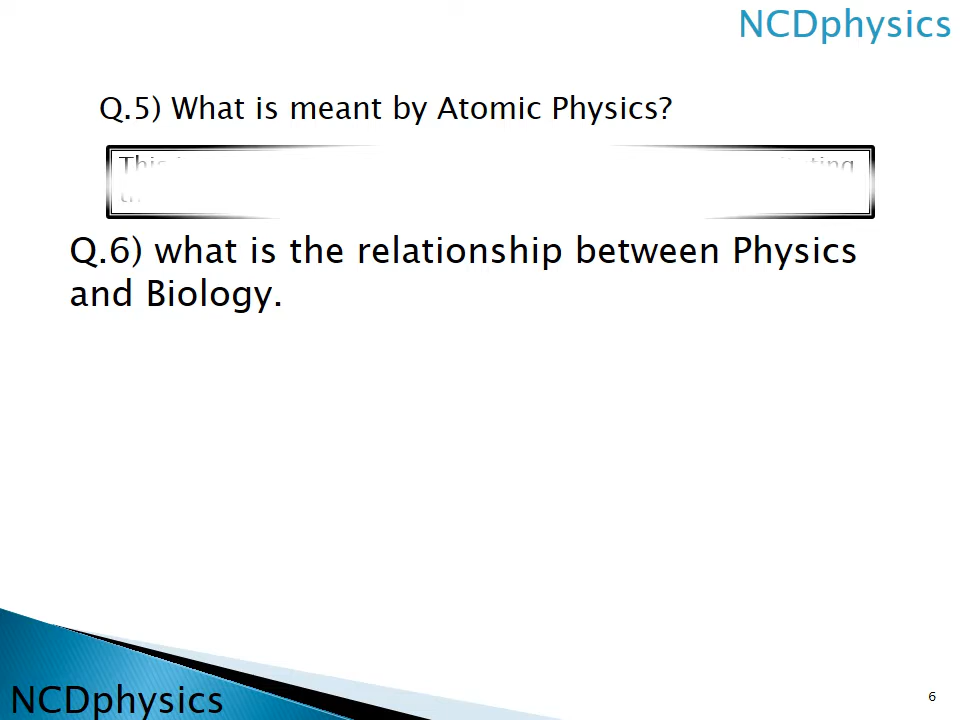 NCDphysics
Q.5) What is meant by Atomic Physics?
This
Q.6) what is the relationship between Physics
and Biology.
NCDphysics
6